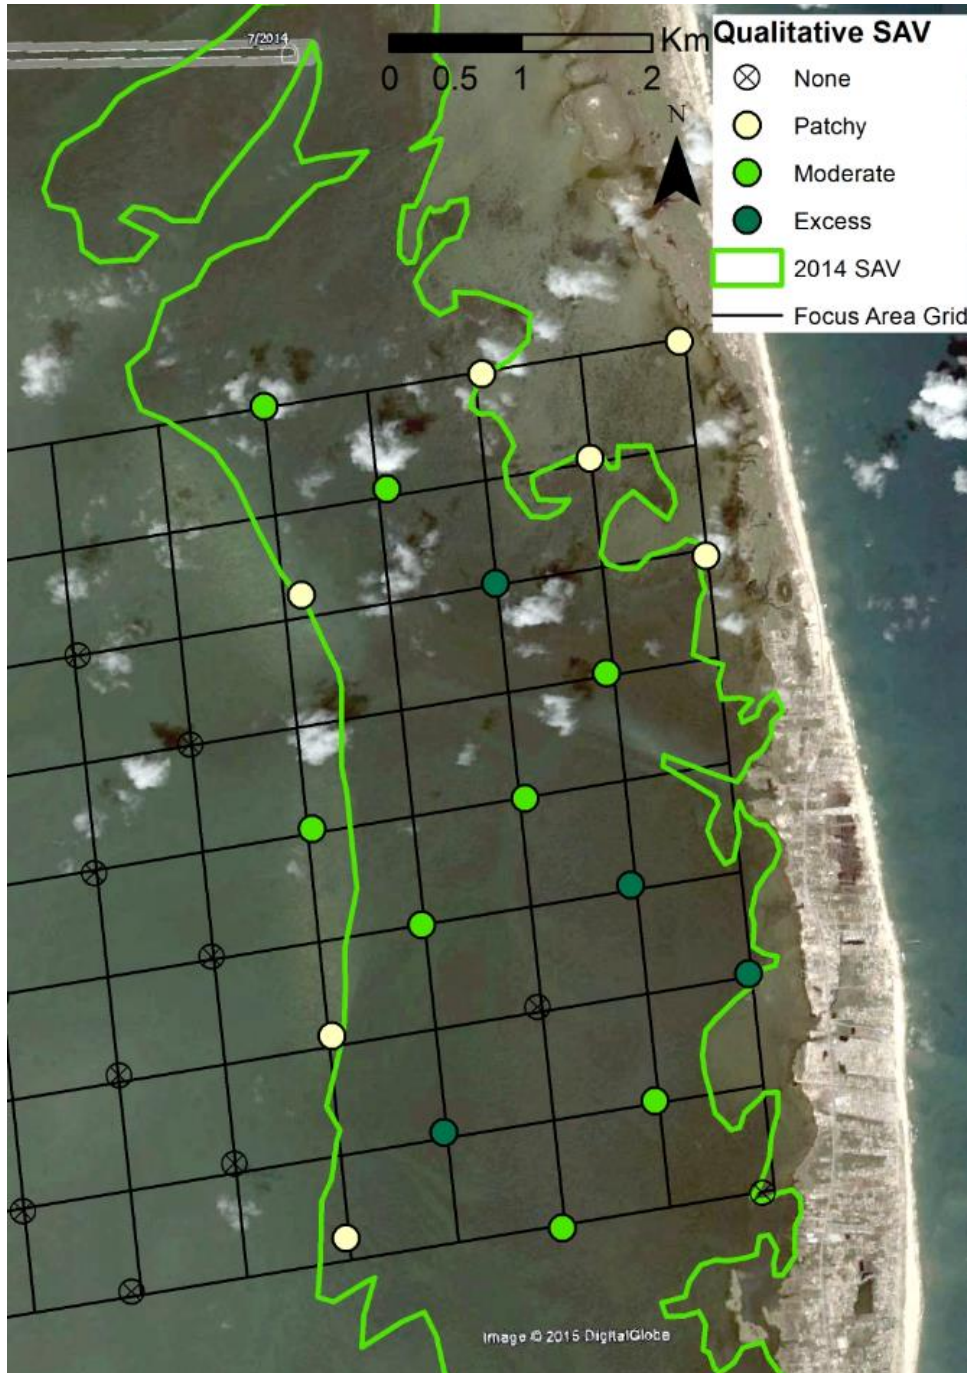 7/2014
Km
0 0.5 1 2
N
Qualitative SAV
None
Patchy
Moderate
Excess
2014 SAV
Focus Area Grid
Image © 2015 DigitalGlobe